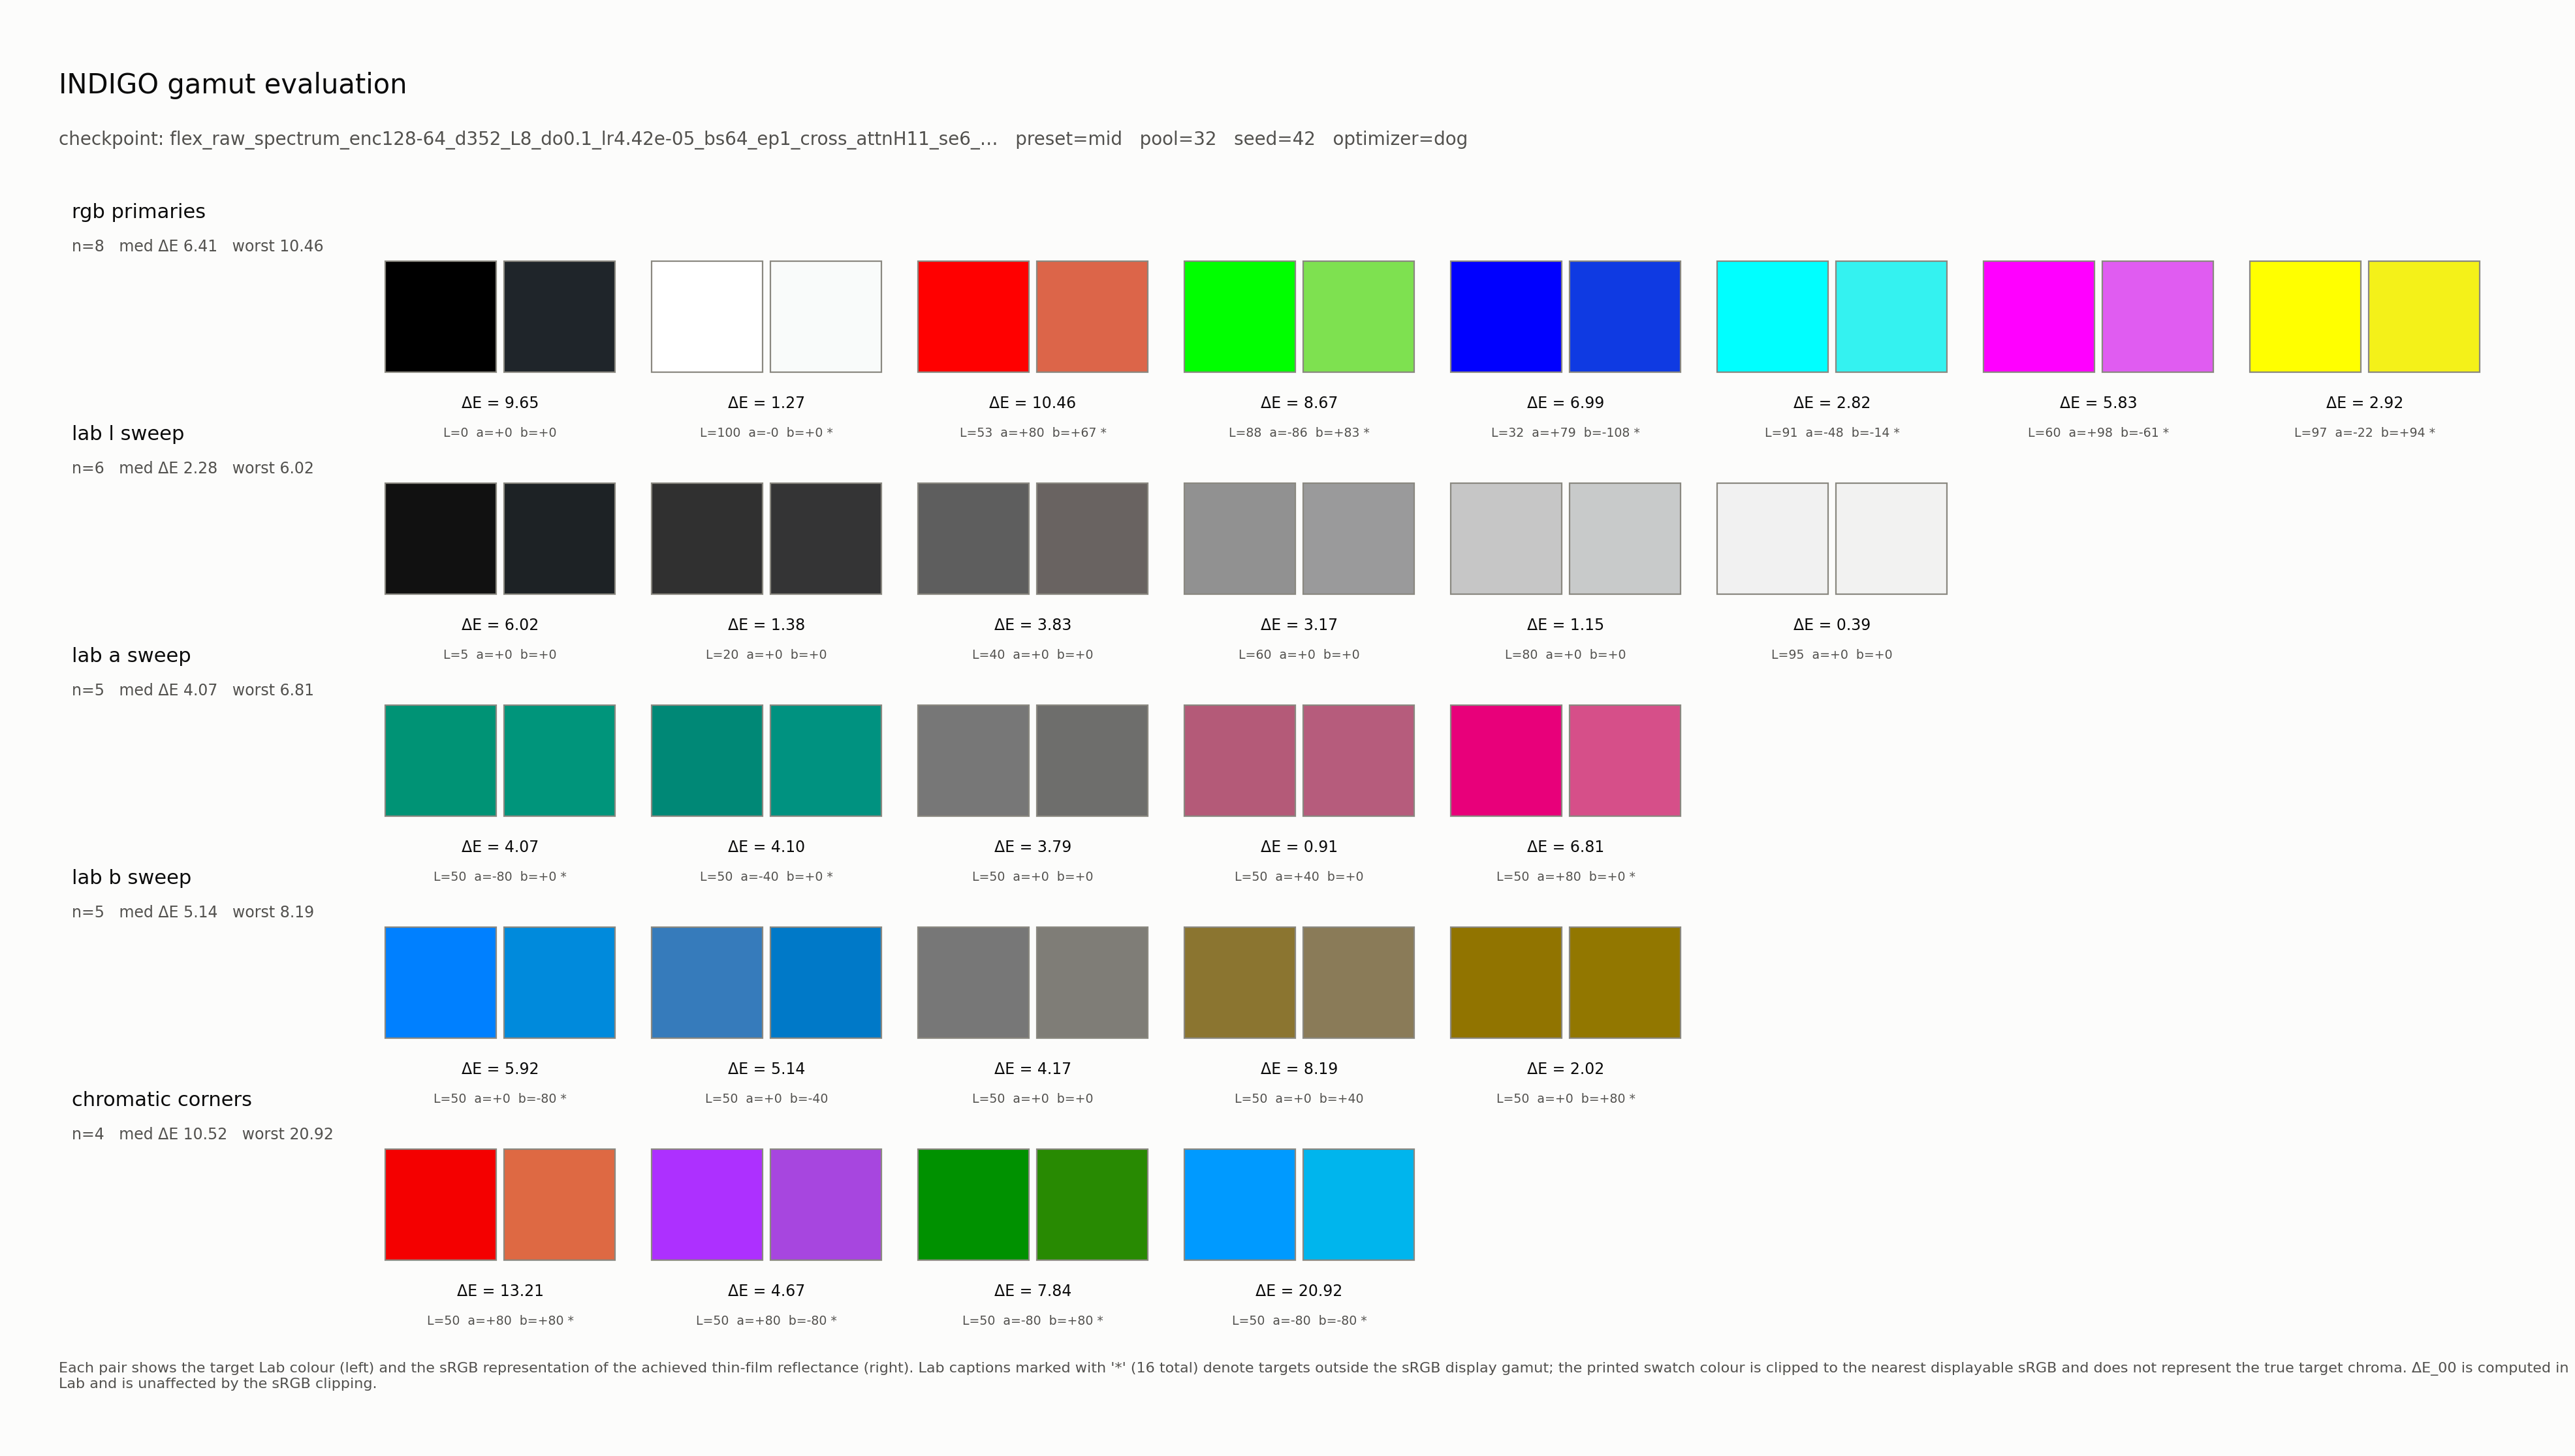 INDIGO gamut evaluation
checkpoint: flex_raw_spectrum_enc128-64_d352_L8_do0.1_lr4.42e-05_bs64_ep1_cross_attnH11_se6_... preset=mid pool=32 seed=42 optimizer=dog
rgb primaries
n=8 med ΔE 6.41 worst 10.46
ΔE = 9.65 ΔE = 1.27 ΔE = 10.46 ΔE = 8.67 ΔE = 6.99 ΔE = 2.82 ΔE = 5.83 ΔE = 2.92
L=0 a=+0 b=+0 L=100 a=-0 b=+0 * L=53 a=+80 b=+67 * L=88 a=-86 b=+83 * L=32 a=+79 b=-108 * L=91 a=-48 b=-14 * L=60 a=+98 b=-61 * L=97 a=-22 b=+94 *
lab l sweep
n=6 med ΔE 2.28 worst 6.02
ΔE = 6.02 ΔE = 1.38 ΔE = 3.83 ΔE = 3.17 ΔE = 1.15 ΔE = 0.39
L=5 a=+0 b=+0 L=20 a=+0 b=+0 L=40 a=+0 b=+0 L=60 a=+0 b=+0 L=80 a=+0 b=+0 L=95 a=+0 b=+0
lab a sweep
n=5 med ΔE 4.07 worst 6.81
ΔE = 4.07 ΔE = 4.10 ΔE = 3.79 ΔE = 0.91 ΔE = 6.81
L=50 a=-80 b=+0 * L=50 a=-40 b=+0 * L=50 a=+0 b=+0 L=50 a=+40 b=+0 L=50 a=+80 b=+0 *
lab b sweep
n=5 med ΔE 5.14 worst 8.19
ΔE = 5.92 ΔE = 5.14 ΔE = 4.17 ΔE = 8.19 ΔE = 2.02
L=50 a=+0 b=-80 * L=50 a=+0 b=-40 L=50 a=+0 b=+0 L=50 a=+0 b=+40 L=50 a=+0 b=+80 *
chromatic corners
n=4 med ΔE 10.52 worst 20.92
ΔE = 13.21 ΔE = 4.67 ΔE = 7.84 ΔE = 20.92
L=50 a=+80 b=+80 * L=50 a=+80 b=-80 * L=50 a=-80 b=+80 * L=50 a=-80 b=-80 *
Each pair shows the target Lab colour (left) and the sRGB representation of the achieved thin-film reflectance (right). Lab captions marked with '*' (16 total) denote targets outside the sRGB display gamut; the printed swatch colour is clipped to the nearest displayable sRGB and does not represent the true target chroma. ΔE_00 is computed in
Lab and is unaffected by the sRGB clipping.